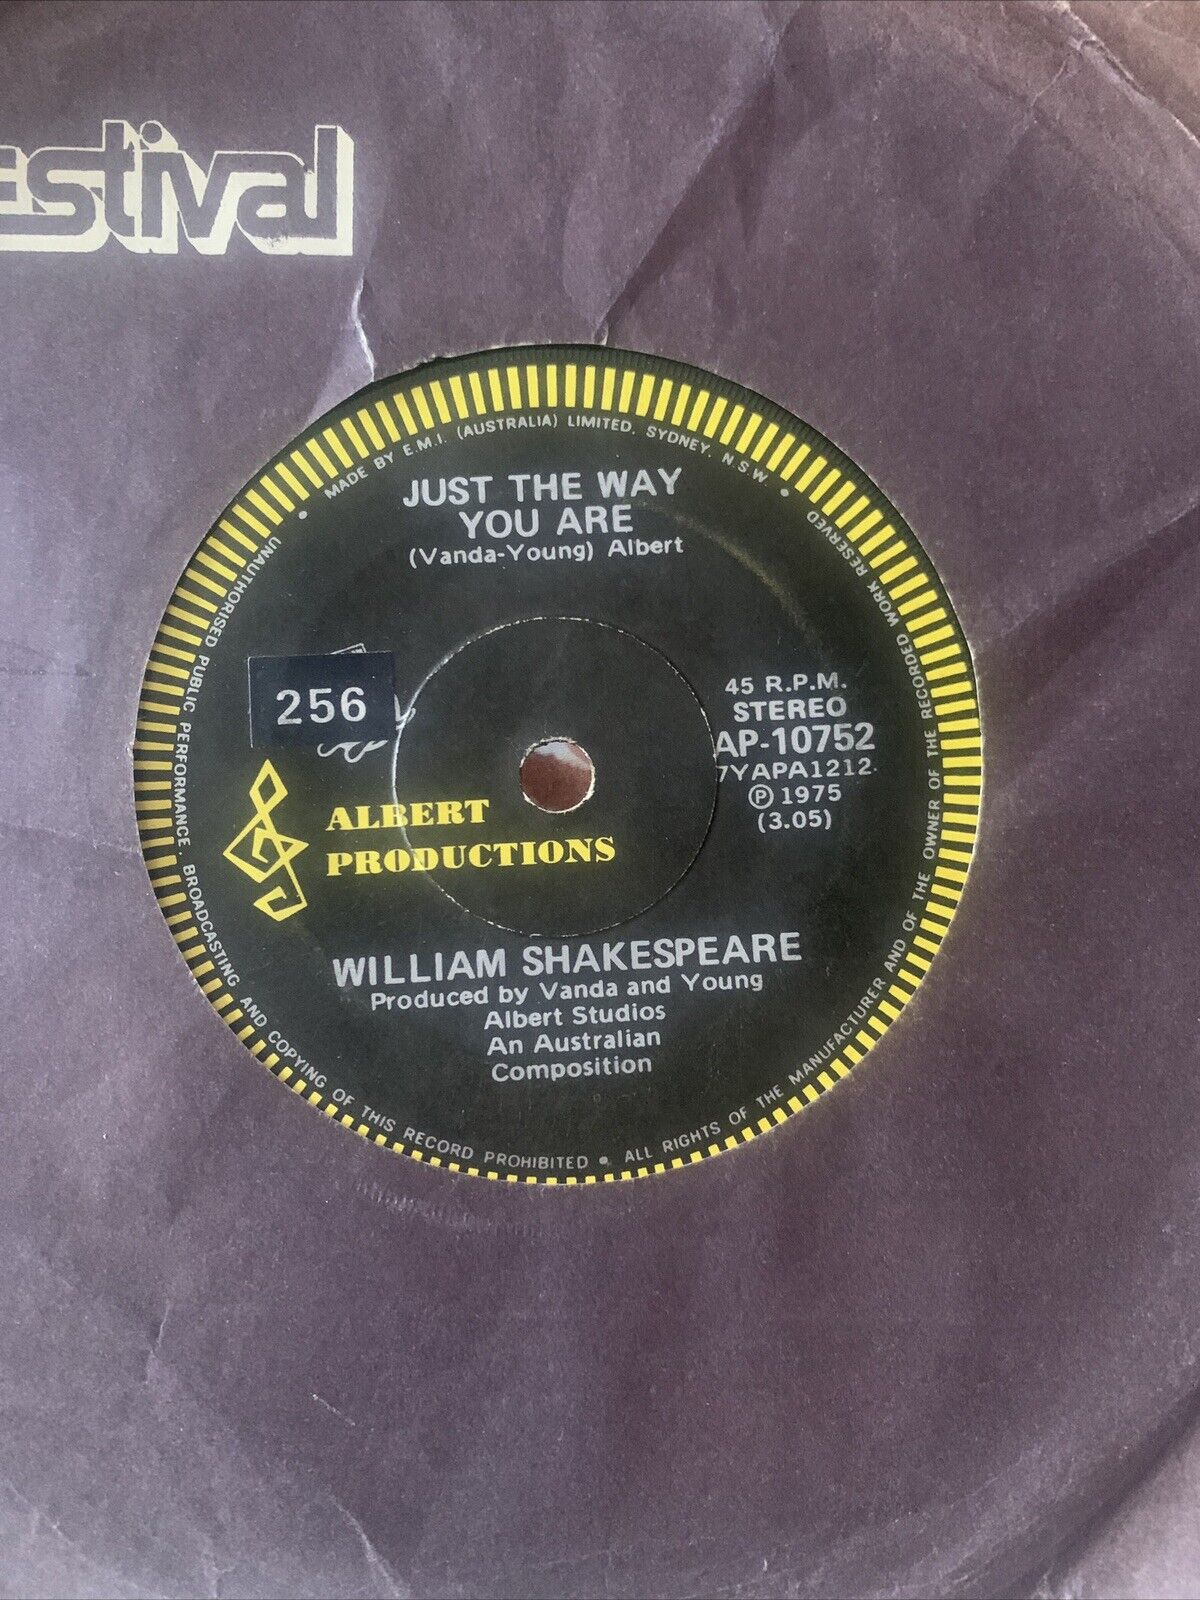 Estival
MADE BY E.M.I. (AUSTRALIA) LIMITED. SYDNEY. N.S.W
JUST THE WAY
YOU ARE
(Vanda-Young) Albert
256
45 R.P.M.
STEREO
AP-10752
7YAPA1212
Ⓟ 1975
(3.05)
ALBERT
PRODUCTIONS
WILLIAM SHAKESPEARE
Produced by Vanda and Young
Albert Studios
An Australian
Composition
UNAUTHORISED PUBLIC PERFORMANCE. BROADCASTING AND COPYING OF THIS RECORD PROHIBITED • ALL RIGHTS OF THE MANUFACTURER AND OF THE OWNER OF THE RECORDED WORK RESERVED